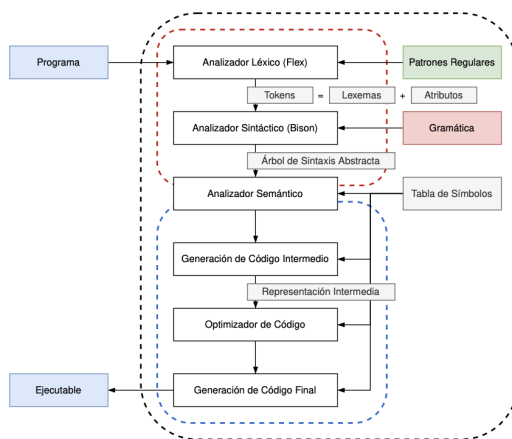 Programa
Analizador Léxico (Flex)
Patrones Regulares
Tokens = Lexemas + Atributos
Analizador Sintáctico (Bison)
Gramática
Árbol de Sintaxis Abstracta
Analizador Semántico
Tabla de Símbolos
Generación de Código Intermedio
Representación Intermedia
Optimizador de Código
Ejecutable
Generación de Código Final